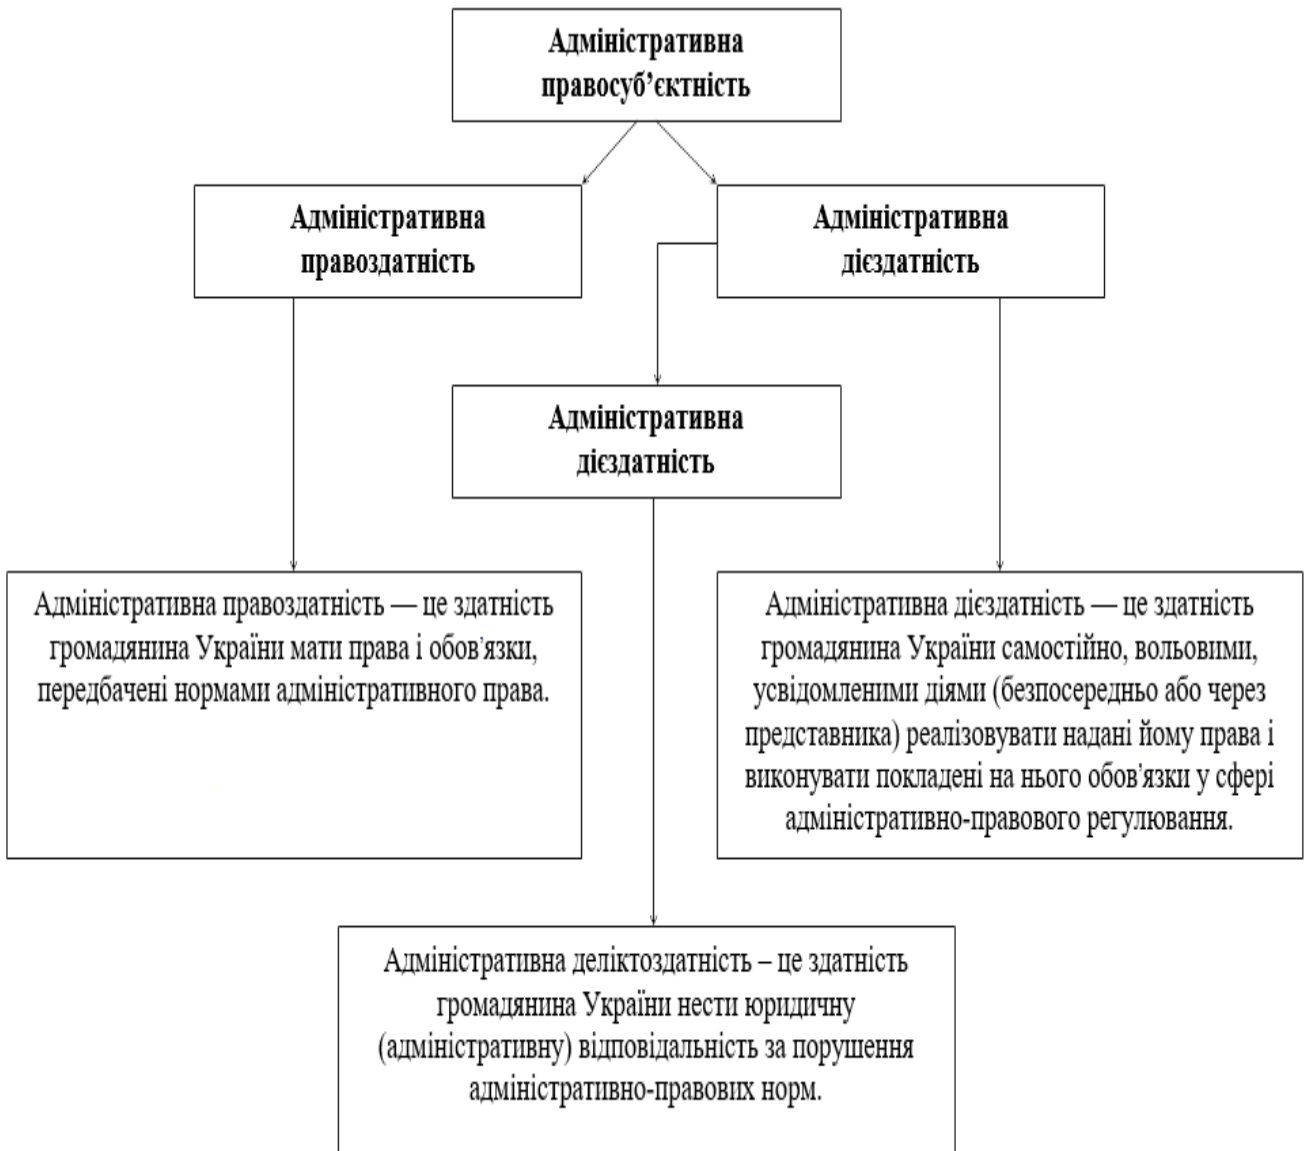 Адміністративна
правосуб’єктність
Адміністративна
правоздатність
Адміністративна
дієздатність
Адміністративна
дієздатність
Адміністративна правоздатність — це здатність
громадянина України мати права і обов’язки,
передбачені нормами адміністративного права.
Адміністративна дієздатність — це здатність
громадянина України самостійно, вольовими,
усвідомленими діями (безпосередньо або через
представника) реалізовувати надані йому права і
виконувати покладені на нього обов’язки у сфері
адміністративно-правового регулювання.
Адміністративна деліктоздатність – це здатність
громадянина України нести юридичну
(адміністративну) відповідальність за порушення
адміністративно-правових норм.